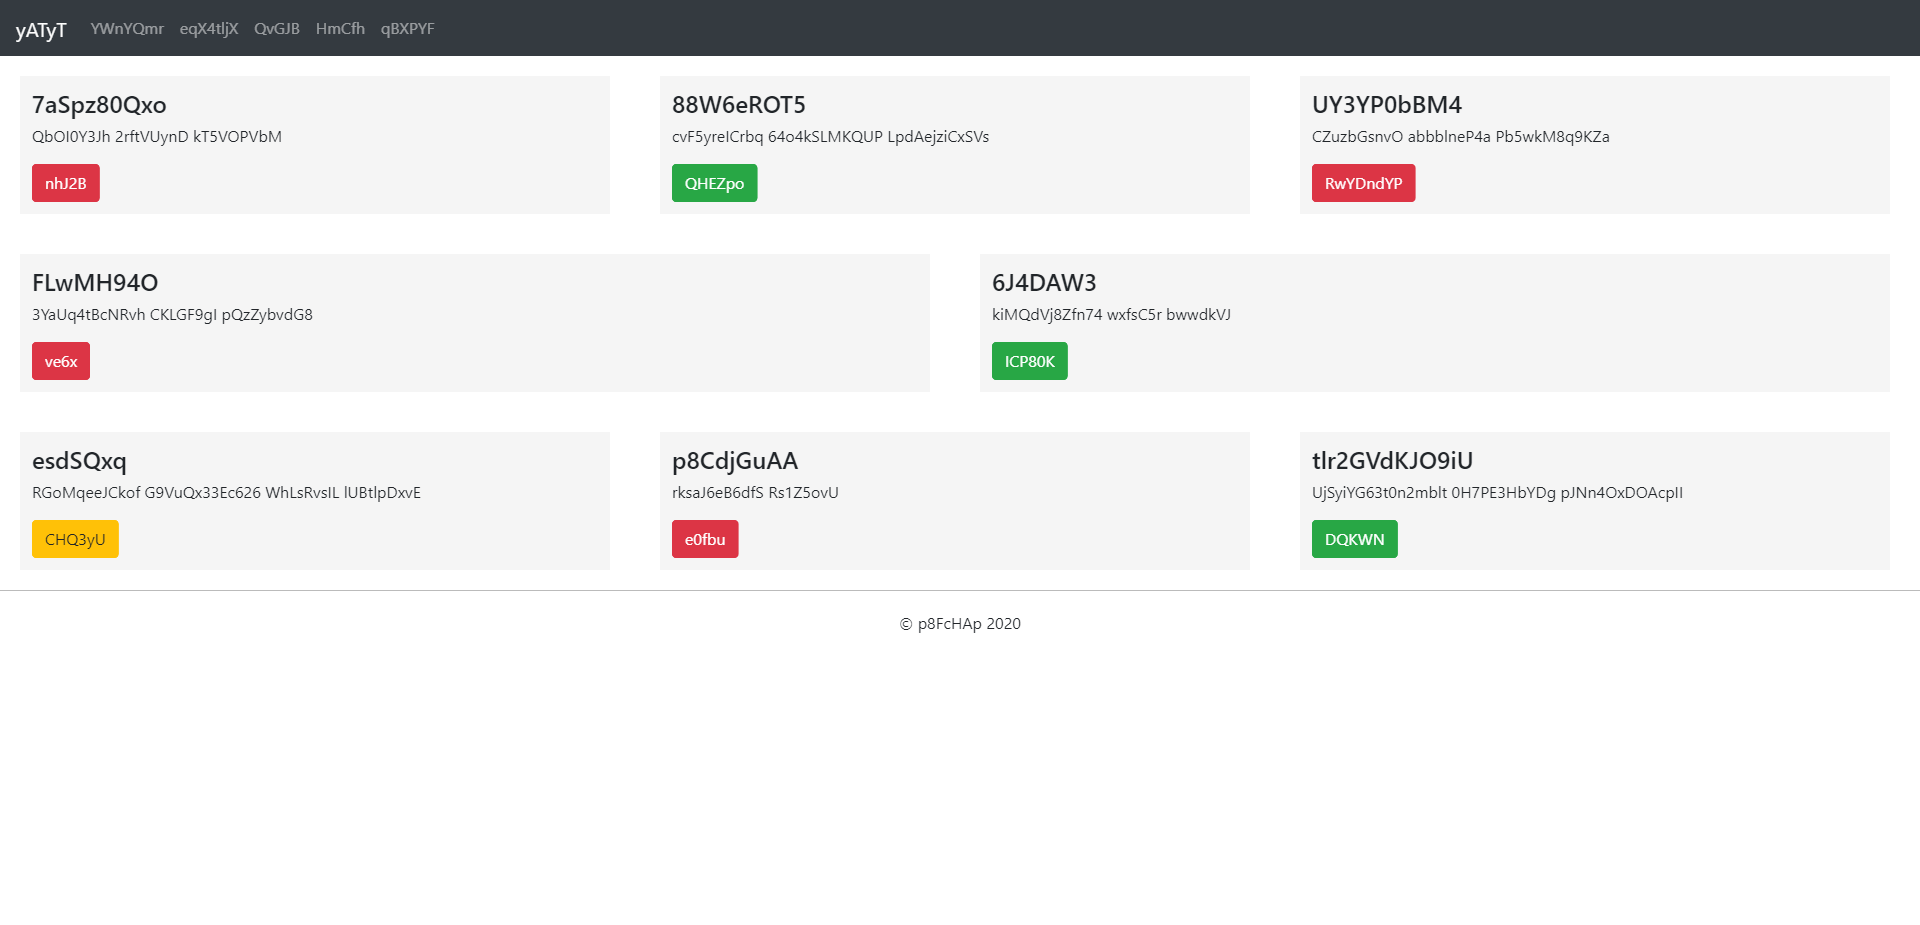 yATyT YWnYQmr eqX4tljX QvGJB HmCfh qBXPYF
7aSpz80Qxo
QbOI0Y3Jh 2rftVUynD kT5VOPVbM
nhJ2B
88W6eROT5
cvF5yreICrbq 64o4kSLMKQUP LpdAejziCxSVs
QHEZpo
UY3YP0bBM4
CZuzbGsnvO abbblneP4a Pb5wkM8q9KZa
RwYDndYP
FLwMH94O
3YaUq4tBcNRvh CKLGF9gI pQzZybvdG8
ve6x
6J4DAW3
kiMQdVj8Zfn74 wxfsC5r bwwdkVJ
ICP80K
esdSQxq
RGoMqeeJCkof G9VuQx33Ec626 WhLsRvsIL lUBtlpDxvE
CHQ3yU
p8CdjGuAA
rksaJ6eB6dfS Rs1Z5ovU
e0fbu
tlr2GVdKJO9iU
UjSyiYG63t0n2mblt 0H7PE3HbYDg pJNn4OxDOAcpII
DQKWN
© p8FcHAp 2020